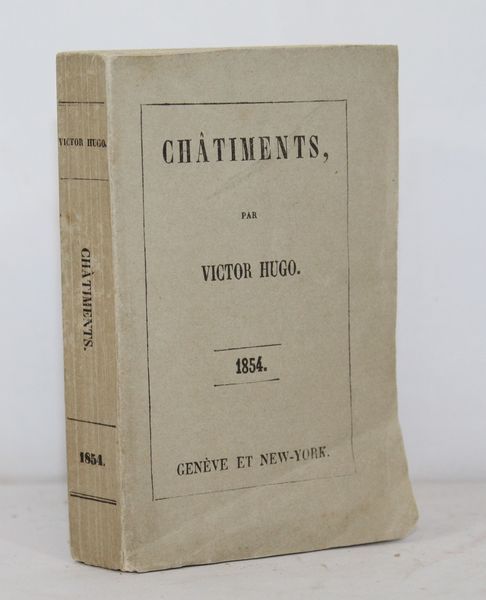 VICTOR HUGO.
CHÂTIMENTS.
1854.
CHÂTIMENTS,
PAR
VICTOR HUGO.
1854.
GENÈVE ET NEW-YORK.